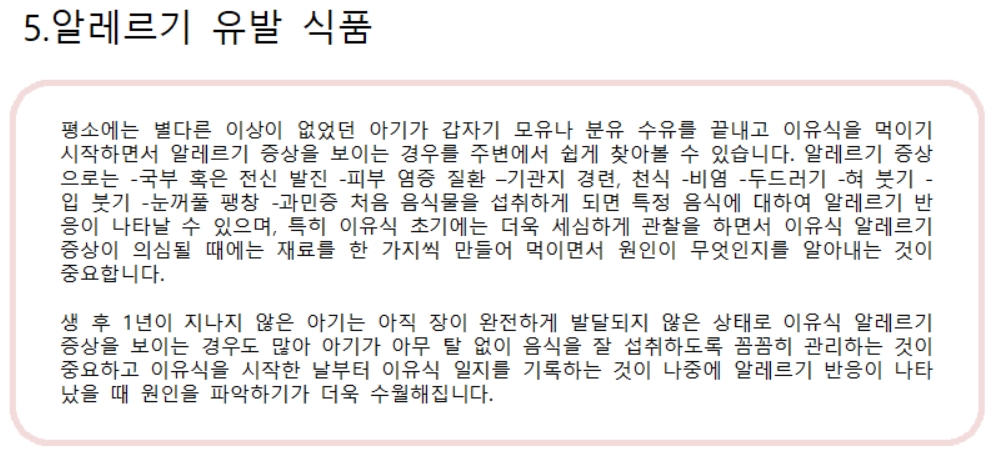 5.알레르기 유발 식품
평소에는 별다른 이상이 없었던 아기가 갑자기 모유나 분유 수유를 끝내고 이유식을 먹이기
시작하면서 알레르기 증상을 보이는 경우를 주변에서 쉽게 찾아볼 수 있습니다. 알레르기 증상
으로는 -국부 혹은 전신 발진 -피부 염증 질환 –기관지 경련, 천식 -비염 -두드러기 -혀 붓기 -
입 붓기 -눈꺼풀 팽창 -과민증 처음 음식물을 섭취하게 되면 특정 음식에 대하여 알레르기 반
응이 나타날 수 있으며, 특히 이유식 초기에는 더욱 세심하게 관찰을 하면서 이유식 알레르기
증상이 의심될 때에는 재료를 한 가지씩 만들어 먹이면서 원인이 무엇인지를 알아내는 것이
중요합니다.
생 후 1년이 지나지 않은 아기는 아직 장이 완전하게 발달되지 않은 상태로 이유식 알레르기
증상을 보이는 경우도 많아 아기가 아무 탈 없이 음식을 잘 섭취하도록 꼼꼼히 관리하는 것이
중요하고 이유식을 시작한 날부터 이유식 일지를 기록하는 것이 나중에 알레르기 반응이 나타
났을 때 원인을 파악하기가 더욱 수월해집니다.